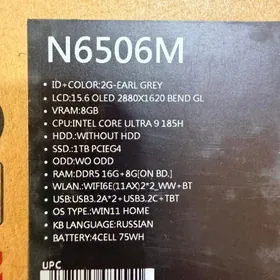 N6506M
• ID+COLOR:2G-EARL GREY
• LCD:15.6 OLED 2880X1620 BEND GL
• VRAM:8GB
• CPU:INTEL CORE ULTRA 9 185H
• HDD.:WITHOUT HDD
• SSD.:1TB PCIEG4
• ODD:WO ODD
• RAM:DDR5 16G+8G[ON BD.]
• WLAN.:WIFI6E(11AX)2*2_WW+BT
• USB:USB3.2A*2+USB3.2C+TBT
• OS TYPE.:WIN11 HOME
• KB LANGUAGE:RUSSIAN
• BATTERY:4CELL 75WH
UPC